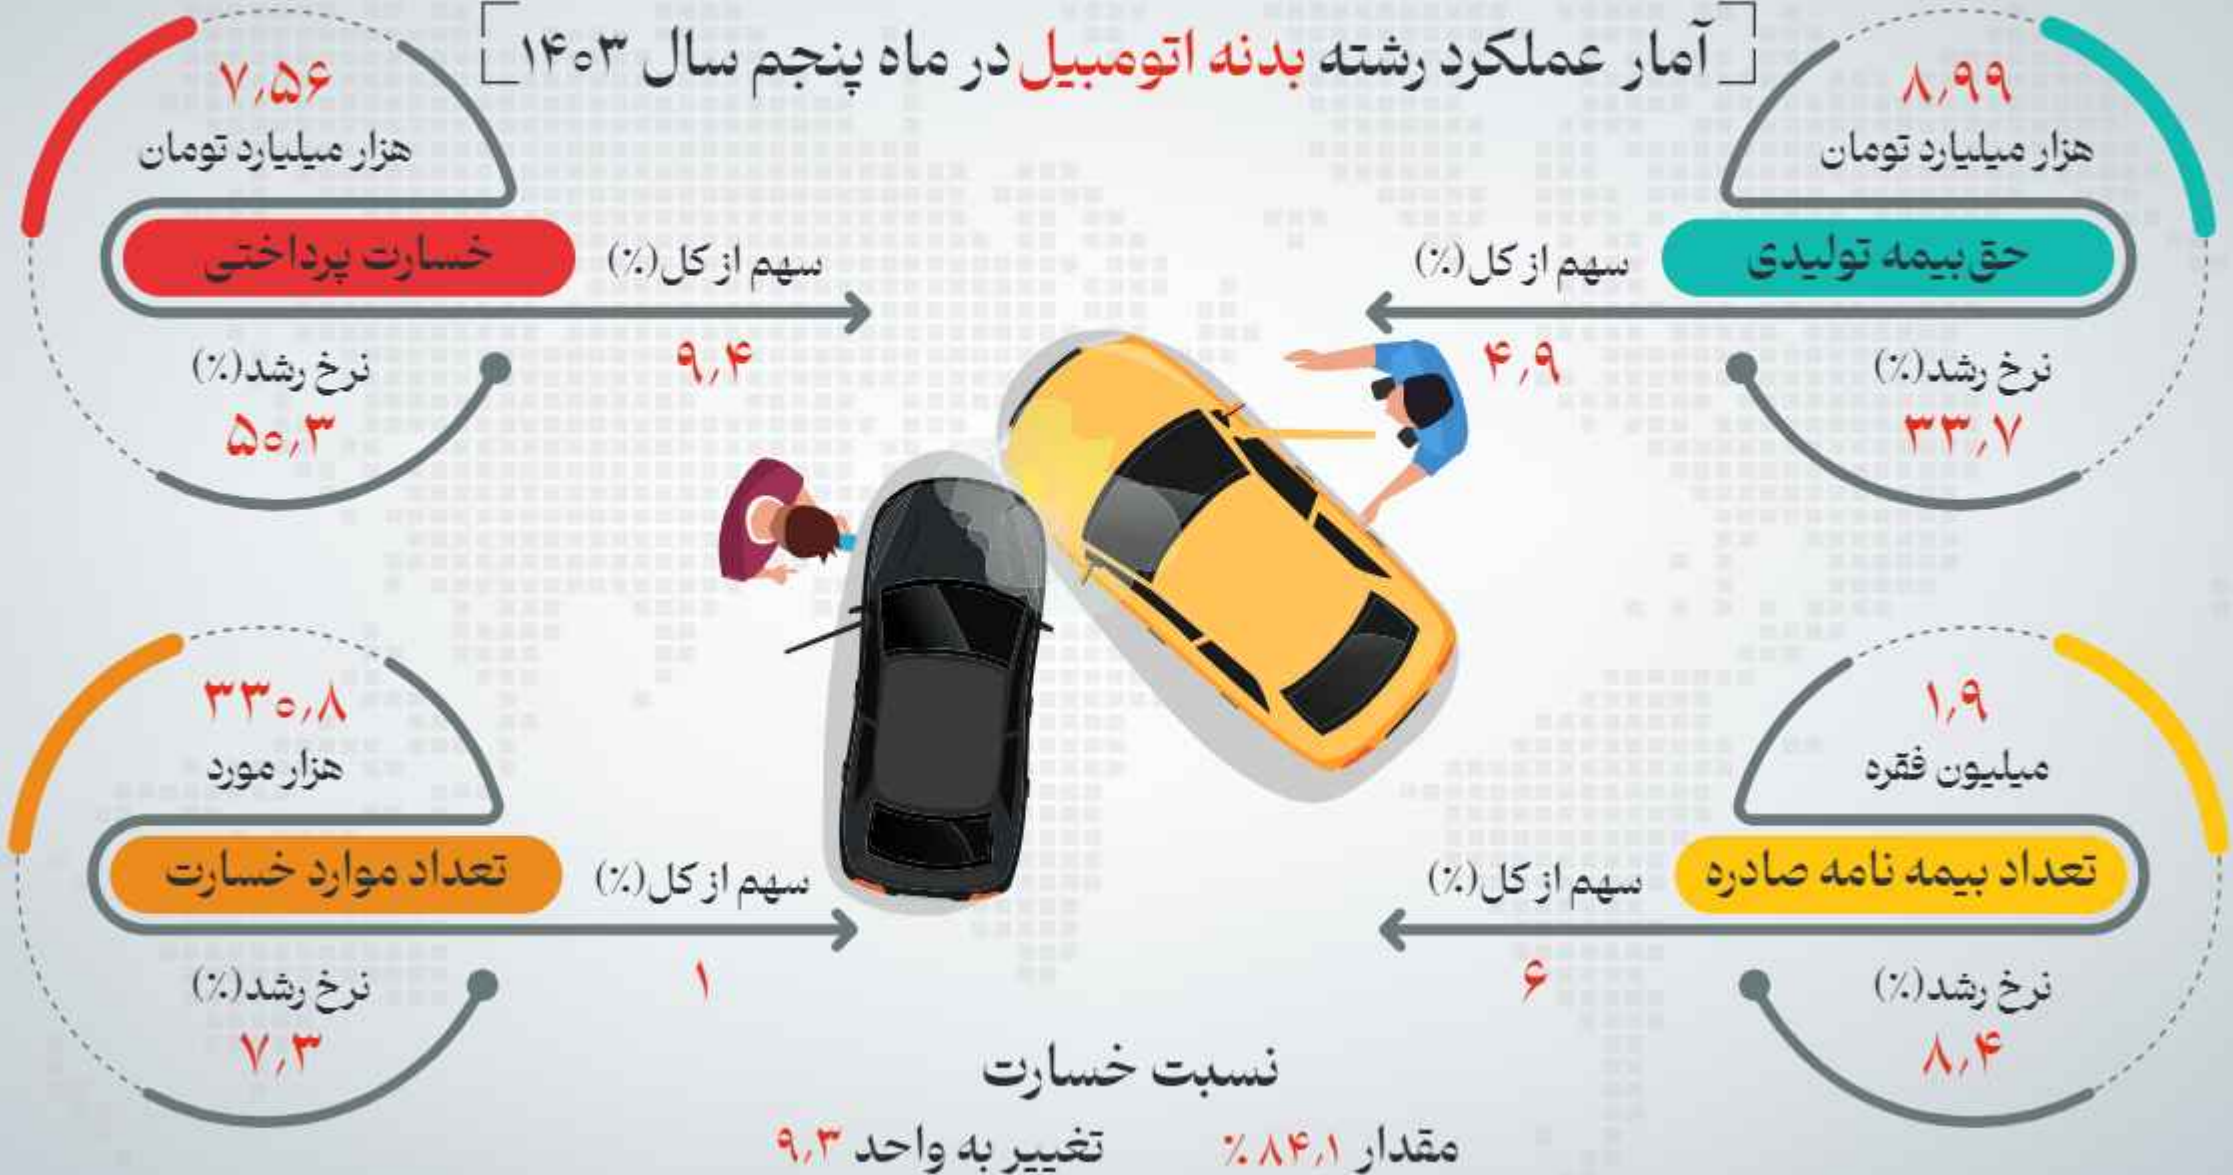 آمار عملکرد رشته بدنه اتومبیل در ماه پنجم سال ۱۴۰۳
۸٫۹۹
هزار میلیارد تومان
حق‌بیمه تولیدی
سهم از کل(٪)
۴٫۹
نرخ رشد(٪)
۳۳٫۷
۷٫۵۶
هزار میلیارد تومان
خسارت پرداختی
سهم از کل(٪)
۹٫۴
نرخ رشد(٪)
۵۰٫۳
۱٫۹
میلیون فقره
تعداد بیمه نامه صادره
سهم از کل(٪)
۶
نرخ رشد(٪)
۸٫۴
۳۳۰٫۸
هزار مورد
تعداد موارد خسارت
سهم از کل(٪)
۱
نرخ رشد(٪)
۷٫۳
نسبت خسارت
مقدار ۸۴٫۱ ٪ تغییر به واحد ۹٫۳